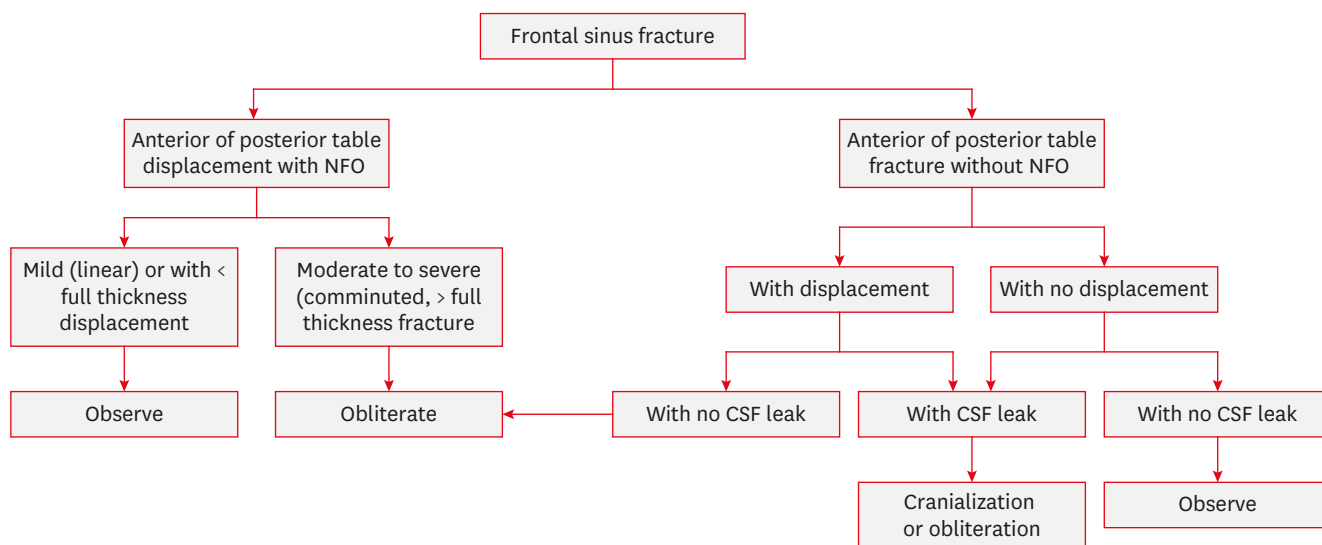 Frontal sinus fracture
Anterior of posterior table
displacement with NFO
Anterior of posterior table
fracture without NFO
Mild (linear) or with <
full thickness
displacement
Moderate to severe
(comminuted, > full
thickness fracture
With displacement
With no displacement
Observe
Obliterate
With no CSF leak
With CSF leak
With no CSF leak
Cranialization
or obliteration
Observe